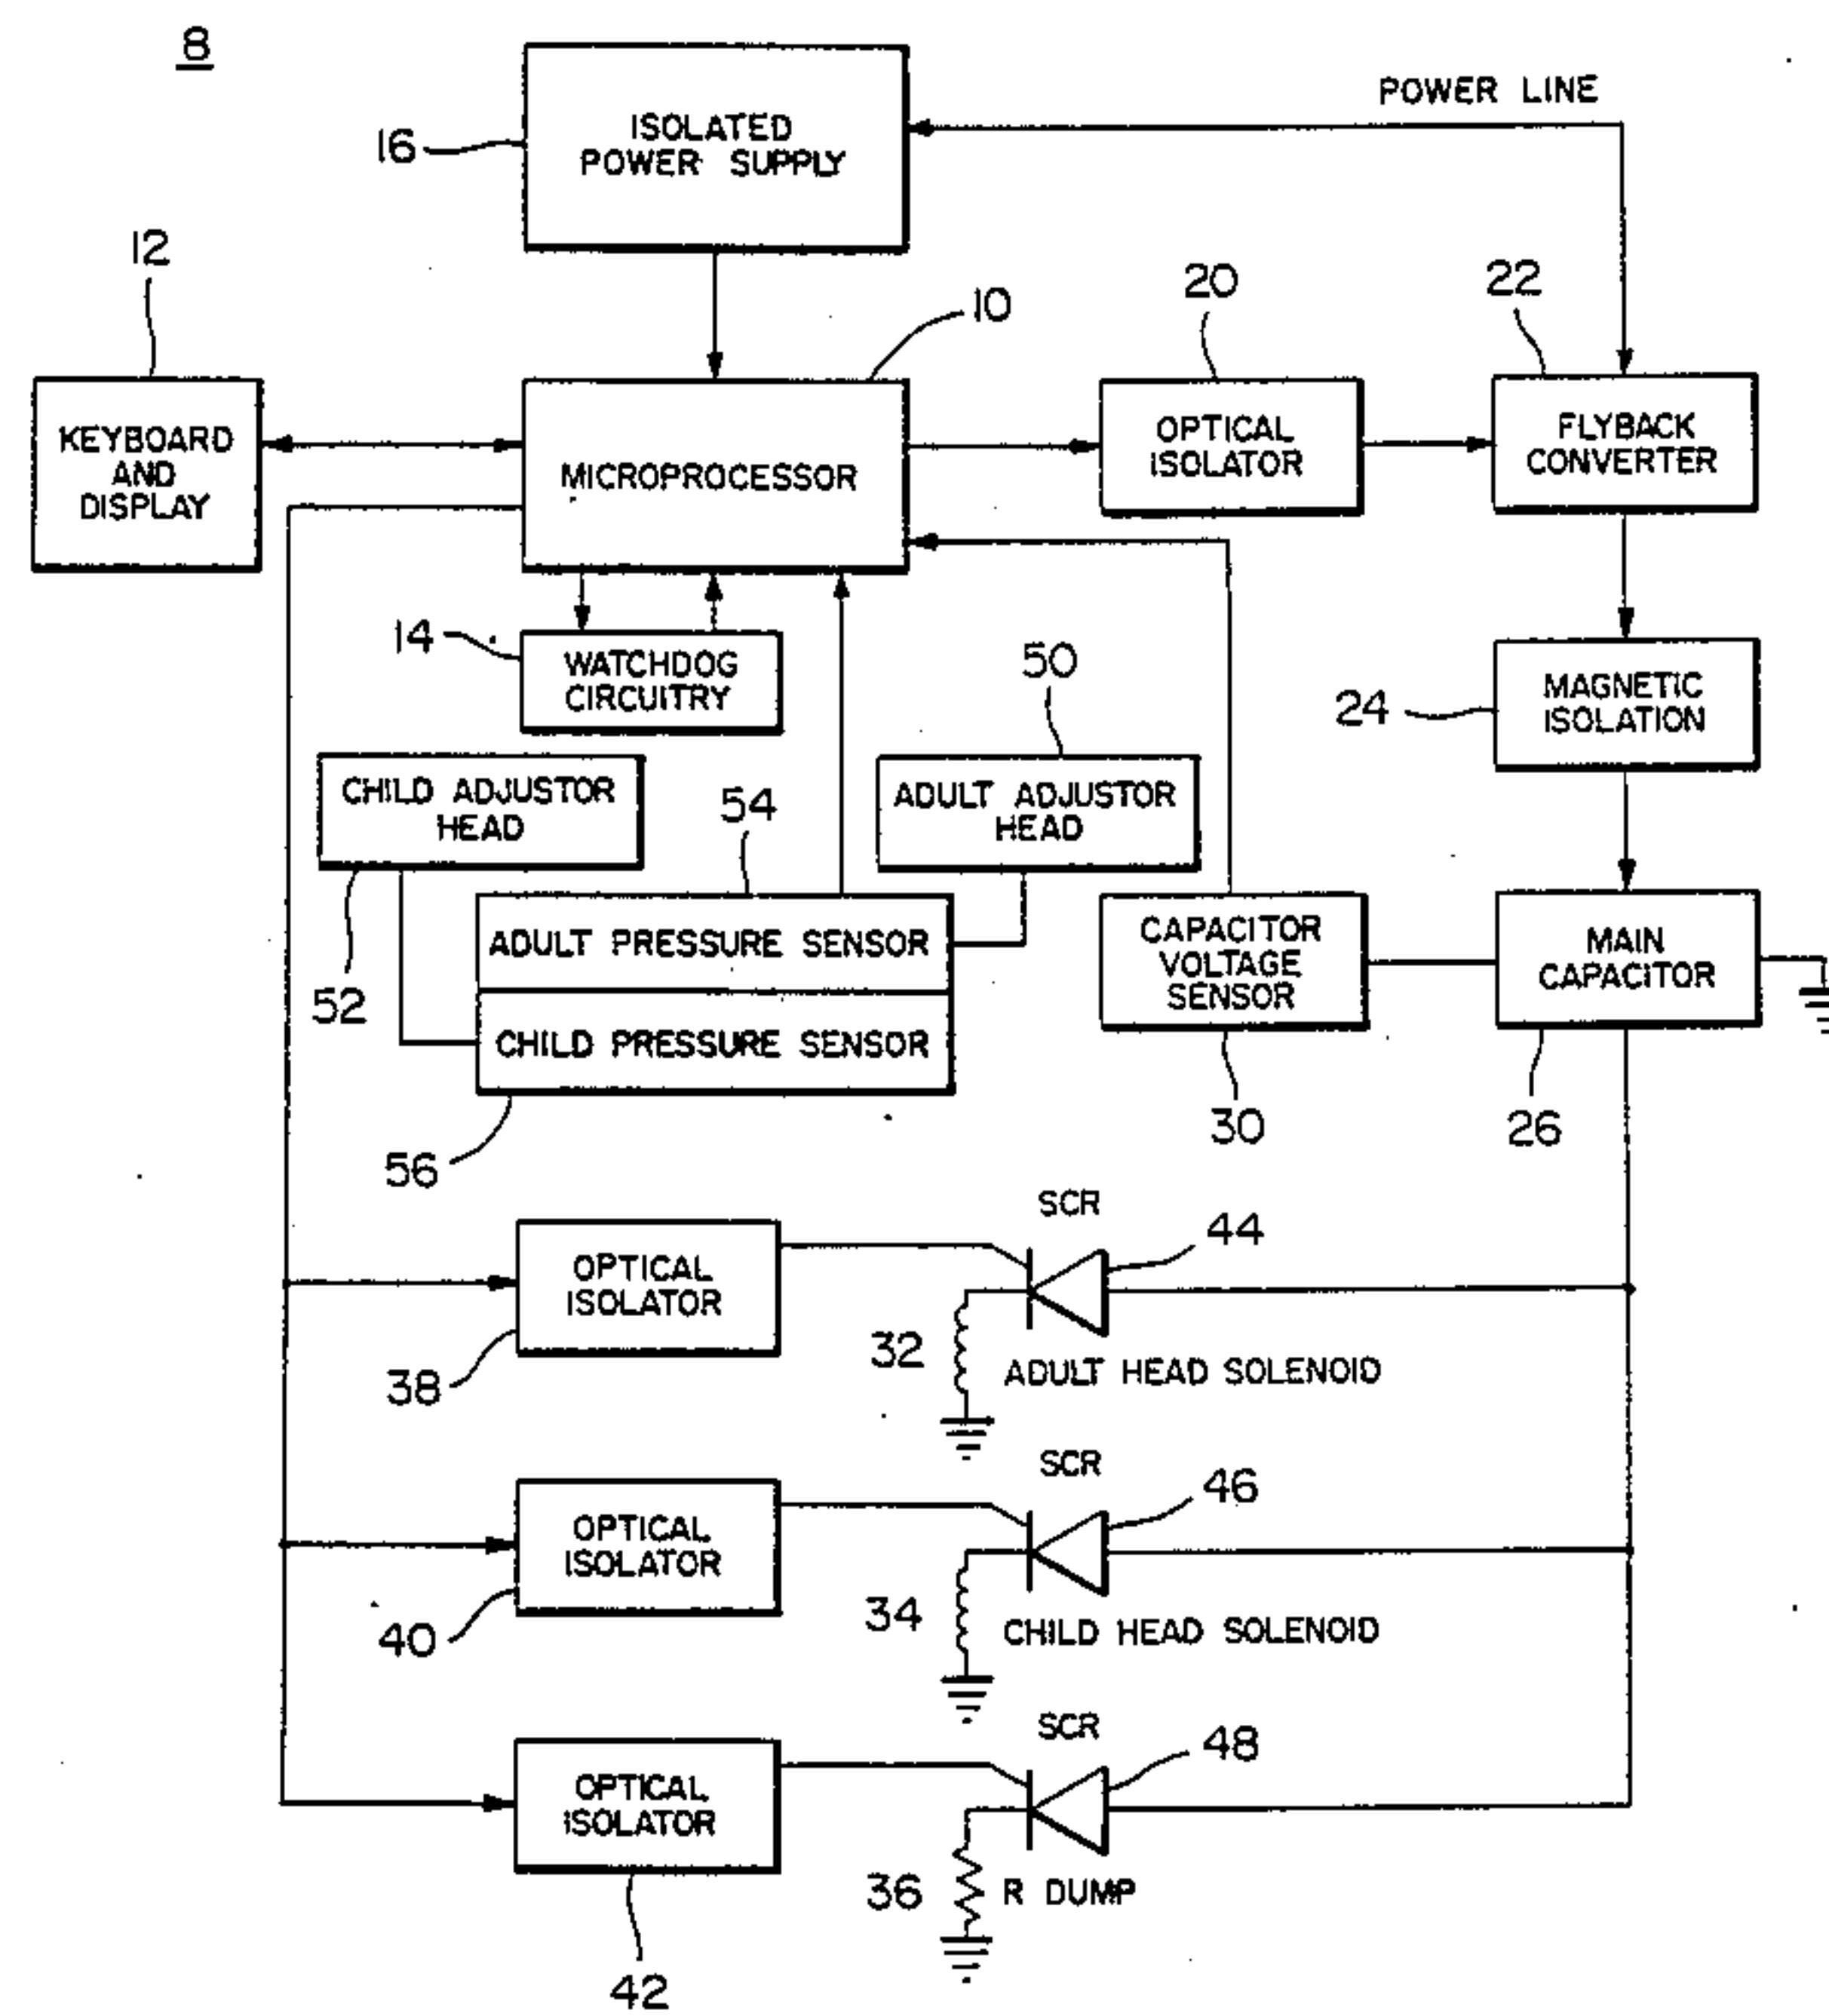 8
ISOLATED
POWER SUPPLY
16
POWER LINE
12
10
20
22
KEYBOARD
AND
DISPLAY
MICROPROCESSOR
OPTICAL
ISOLATOR
FLYBACK
CONVERTER
14
WATCHDOG
CIRCUITRY
50
24
MAGNETIC
ISOLATION
CHILD ADJUSTOR
HEAD
54
ADULT ADJUSTOR
HEAD
52
ADULT PRESSURE SENSOR
CHILD PRESSURE SENSOR
56
CAPACITOR
VOLTAGE
SENSOR
30
MAIN
CAPACITOR
26
OPTICAL
ISOLATOR
38
SCR
44
32
ADULT HEAD SOLENOID
OPTICAL
ISOLATOR
40
SCR
46
34
CHILD HEAD SOLENOID
OPTICAL
ISOLATOR
42
SCR
48
36
R DUMP